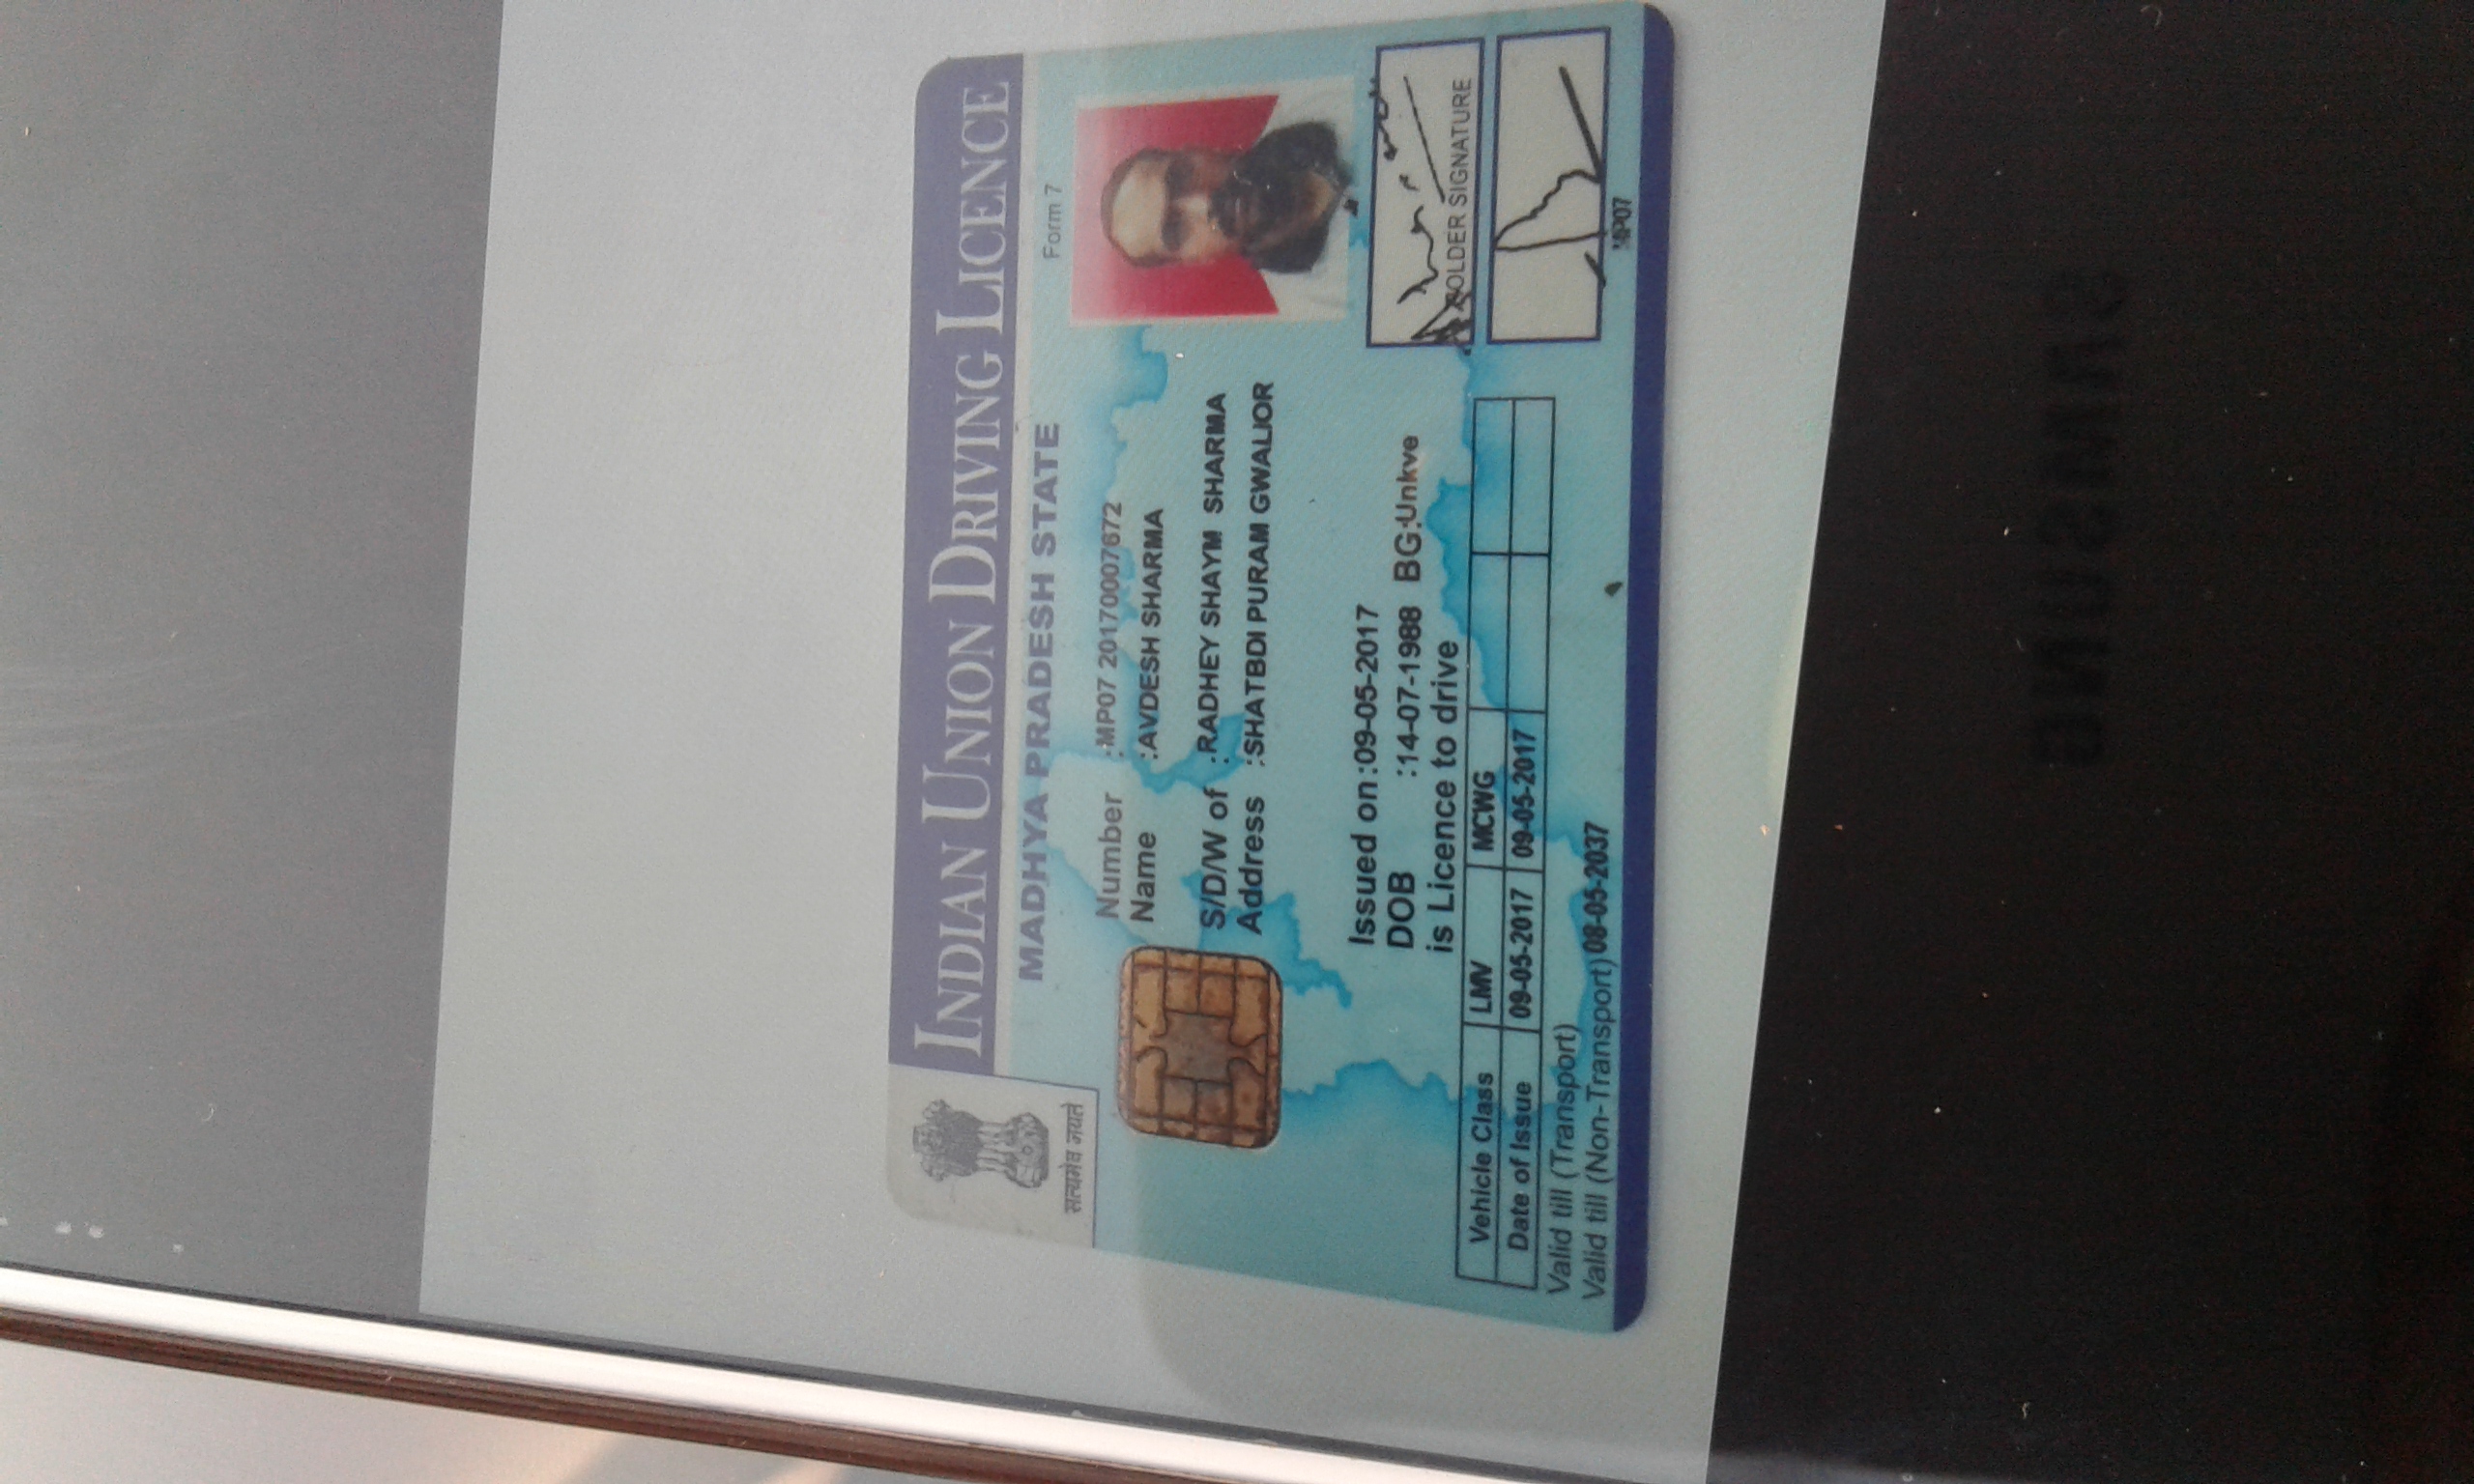 INDIAN UNION DRIVING LICENCE
MADHYA PRADESH STATE
सत्यमेव जयते
Form 7
Number :MP07 20170007672
Name :AVDESH SHARMA
S/D/W of :RADHEY SHAYM SHARMA
Address :SHATBDI PURAM GWALIOR
Issued on :09-05-2017
DOB :14-07-1988 BG:Unkve
is Licence to drive
HOLDER SIGNATURE
Vehicle Class LMV MCWG
Date of Issue 09-05-2017 09-05-2017
Valid till (Transport)
Valid till (Non-Transport) 08-05-2037
MP07
SAMSUNG